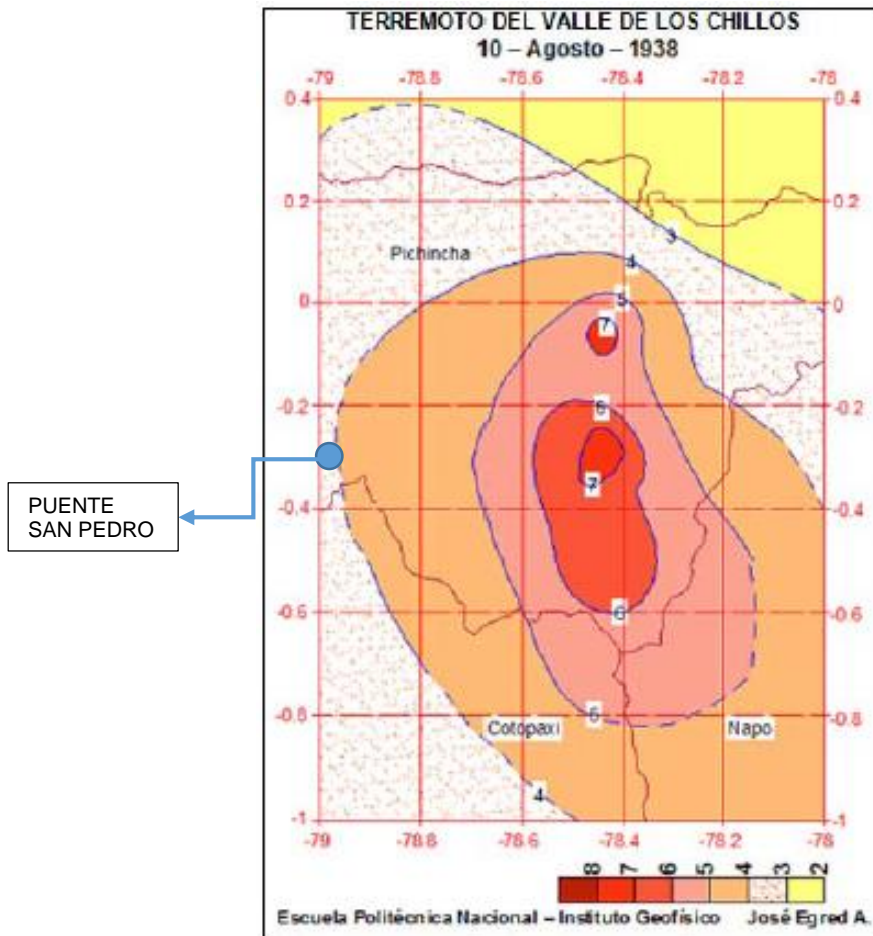 TERREMOTO DEL VALLE DE LOS CHILLOS
10 – Agosto – 1938
-79 -78.8 -78.6 -78.4 -78.2 -78
0.4 0.4
0.2 0.2
3
Pichincha 4
0 5 0
7
-0.2 6 -0.2
PUENTE
SAN PEDRO
7
-0.4 -0.4
-0.6 6 -0.6
-0.8 5 -0.8
Cotopaxi Napo
4
-1 -1
-79 -78.8 -78.6 -78.4 -78.2 -78
8 7 6 5 4 3 2
Escuela Politécnica Nacional – Instituto Geofísico José Egred A.